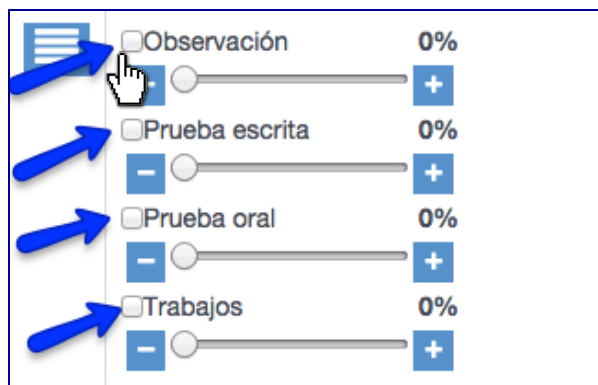 Observación 0%
- +
Prueba escrita 0%
- +
Prueba oral 0%
- +
Trabajos 0%
- +